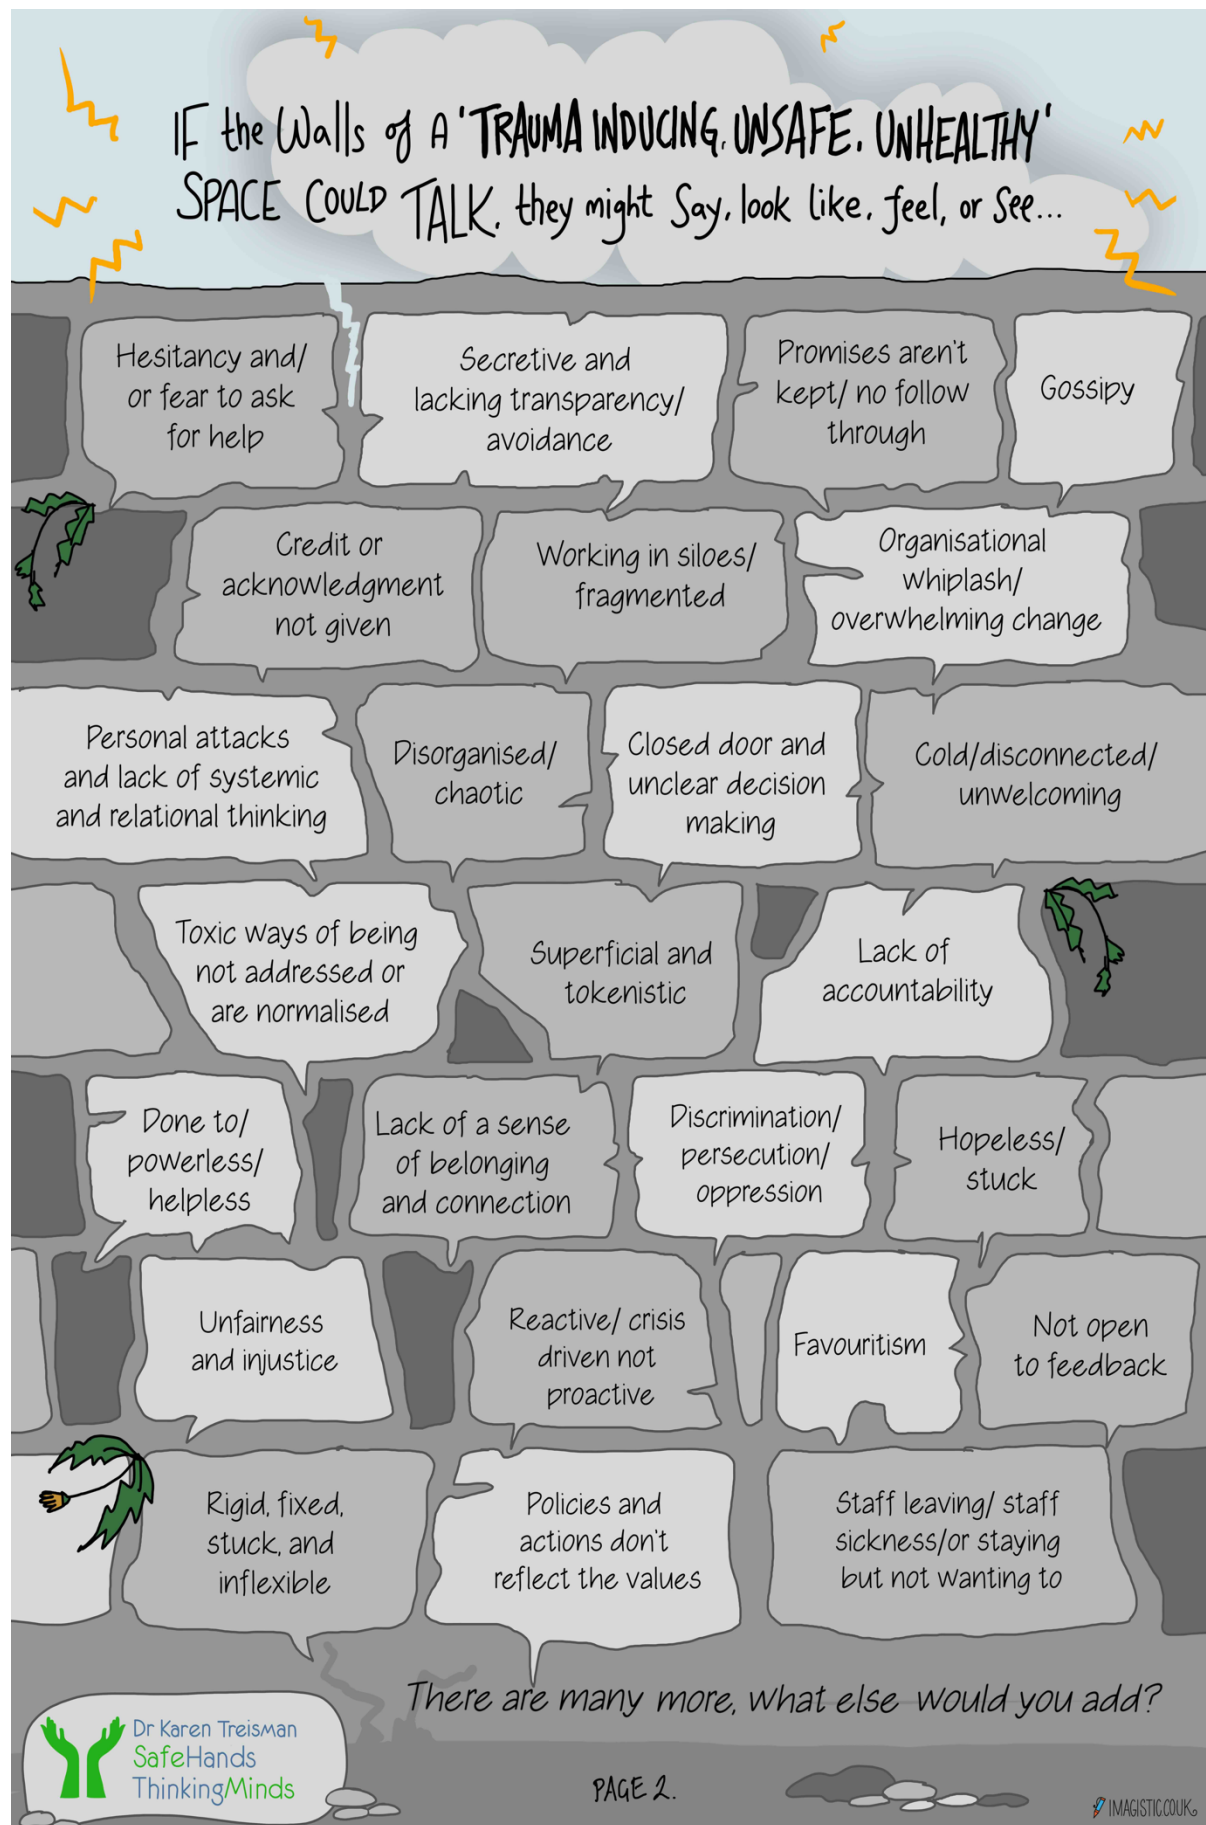 IF the Walls of A 'TRAUMA INDUCING, UNSAFE, UNHEALTHY'
SPACE COULD TALK, they might Say, look like, feel, or See...
Hesitancy and/
or fear to ask
for help
Secretive and
lacking transparency/
avoidance
Promises aren't
kept/ no follow
through
Gossipy
Credit or
acknowledgment
not given
Working in siloes/
fragmented
Organisational
whiplash/
overwhelming change
Personal attacks
and lack of systemic
and relational thinking
Disorganised/
chaotic
Closed door and
unclear decision
making
Cold/disconnected/
unwelcoming
Toxic ways of being
not addressed or
are normalised
Superficial and
tokenistic
Lack of
accountability
Done to/
powerless/
helpless
Lack of a sense
of belonging
and connection
Discrimination/
persecution/
oppression
Hopeless/
stuck
Unfairness
and injustice
Reactive/ crisis
driven not
proactive
Favouritism
Not open
to feedback
Rigid, fixed,
stuck, and
inflexible
Policies and
actions don't
reflect the values
Staff leaving/ staff
sickness/or staying
but not wanting to
There are many more, what else would you add?
Dr Karen Treisman
SafeHands
ThinkingMinds
PAGE 2.
IMAGISTIC.CO.UK